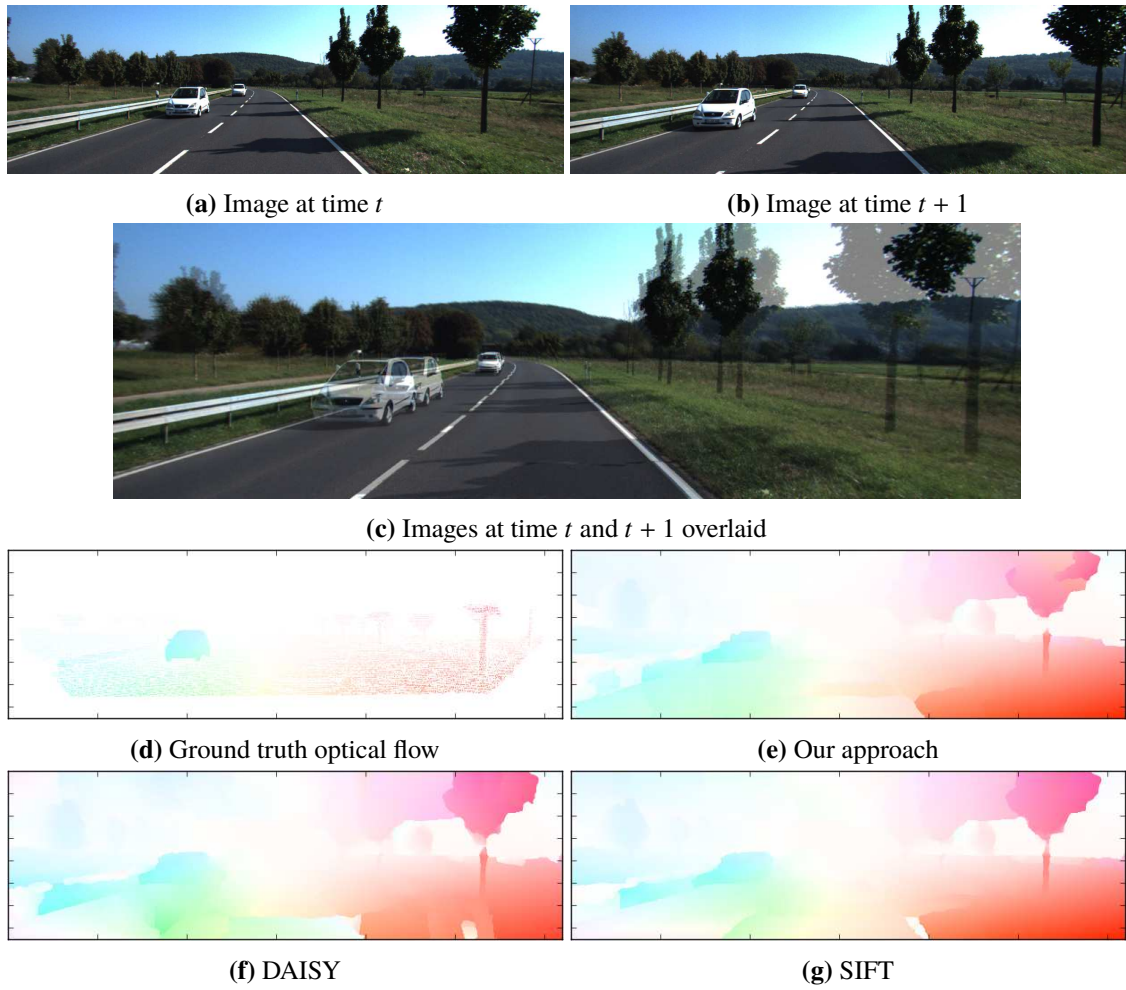 (a) Image at time t
(b) Image at time t + 1
(c) Images at time t and t + 1 overlaid
(d) Ground truth optical flow
(e) Our approach
(f) DAISY
(g) SIFT